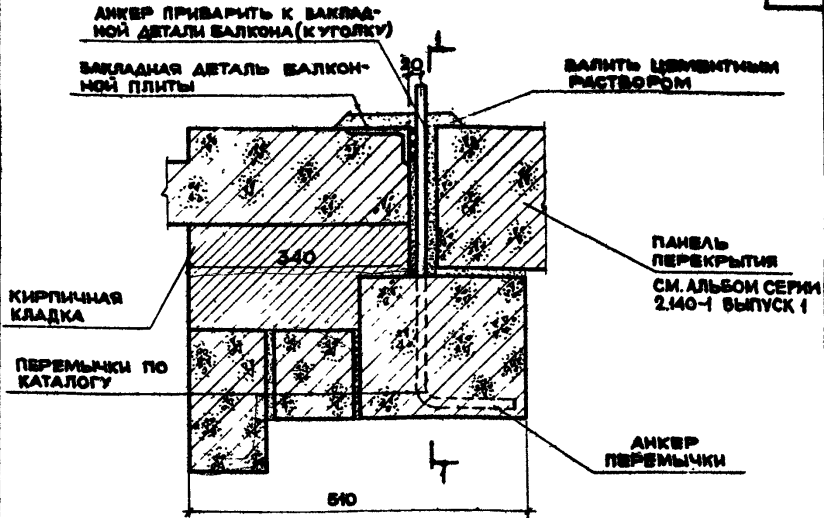 АНКЕР ПРИВАРИТЬ К ЗАКЛАД-
НОЙ ДЕТАЛИ БАЛКОНА (К УГОЛКУ)
ЗАКЛАДНАЯ ДЕТАЛЬ БАЛКОН-
НОЙ ПЛИТЫ
30
1
ЗАЛИТЬ ЦЕМЕНТНЫМ
РАСТВОРОМ
340
ПАНЕЛЬ
ПЕРЕКРЫТИЯ
СМ. АЛЬБОМ СЕРИИ
2.140-1 ВЫПУСК 1
КИРПИЧНАЯ
КЛАДКА
ПЕРЕМЫЧКИ ПО
КАТАЛОГУ
АНКЕР
ПЕРЕМЫЧКИ
1
510